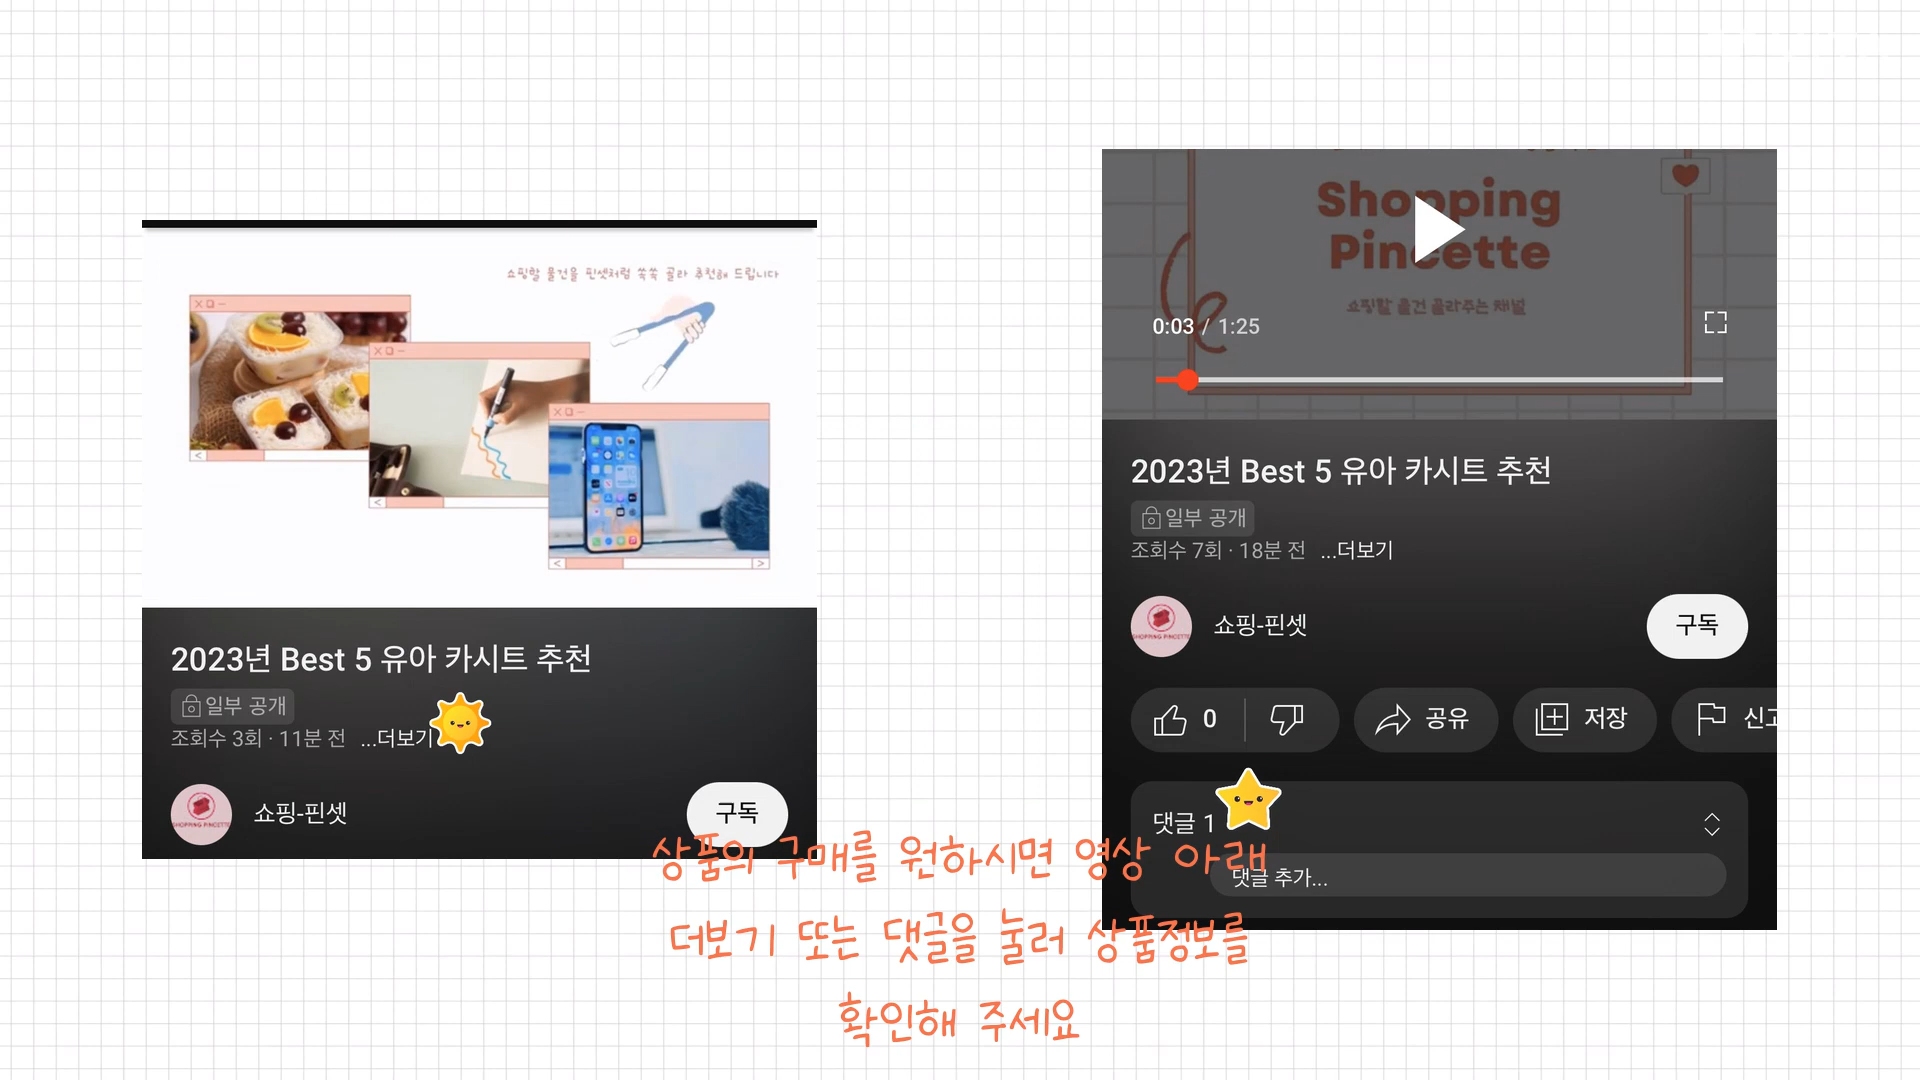 쇼핑할 물건을 핀셋처럼 쏙쏙 골라 추천해 드립니다
2023년 Best 5 유아 카시트 추천
일부 공개
조회수 3회 · 11분 전 ...더보기
SHOPPING PINCETTE
쇼핑-핀셋
구독
Shopping
Pincette
쇼핑할 물건 골라주는 채널
0:03 / 1:25
2023년 Best 5 유아 카시트 추천
일부 공개
조회수 7회 · 18분 전 ...더보기
SHOPPING PINCETTE
쇼핑-핀셋
구독
0
공유
저장
신고
댓글 1
댓글 추가...
상품의 구매를 원하시면 영상 아래
더보기 또는 댓글을 눌러 상품정보를
확인해 주세요